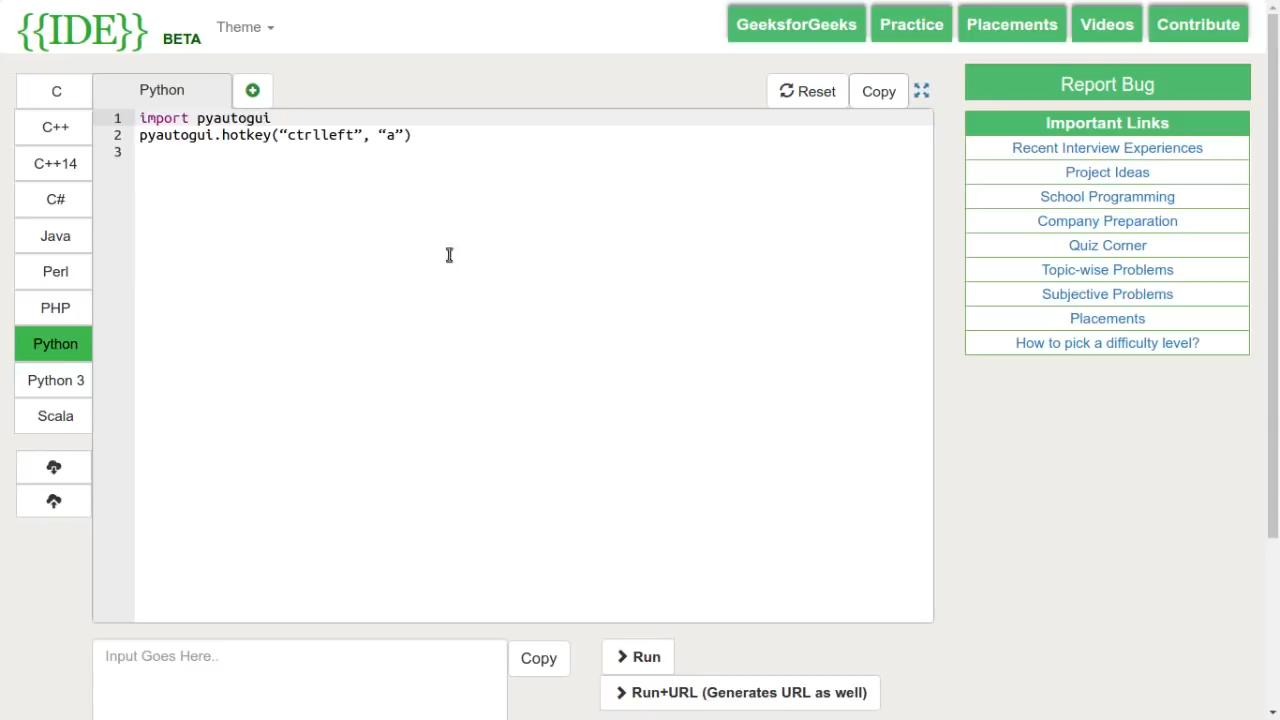 {{IDE}} BETA
Theme
GeeksforGeeks Practice Placements Videos Contribute
C
C++
C++14
C#
Java
Perl
PHP
Python
Python 3
Scala
Python
Reset Copy
1 import pyautogui
2 pyautogui.hotkey(“ctrlleft”, “a”)
3
Input Goes Here..
Copy
Run
Run+URL (Generates URL as well)
Report Bug
Important Links
Recent Interview Experiences
Project Ideas
School Programming
Company Preparation
Quiz Corner
Topic-wise Problems
Subjective Problems
Placements
How to pick a difficulty level?